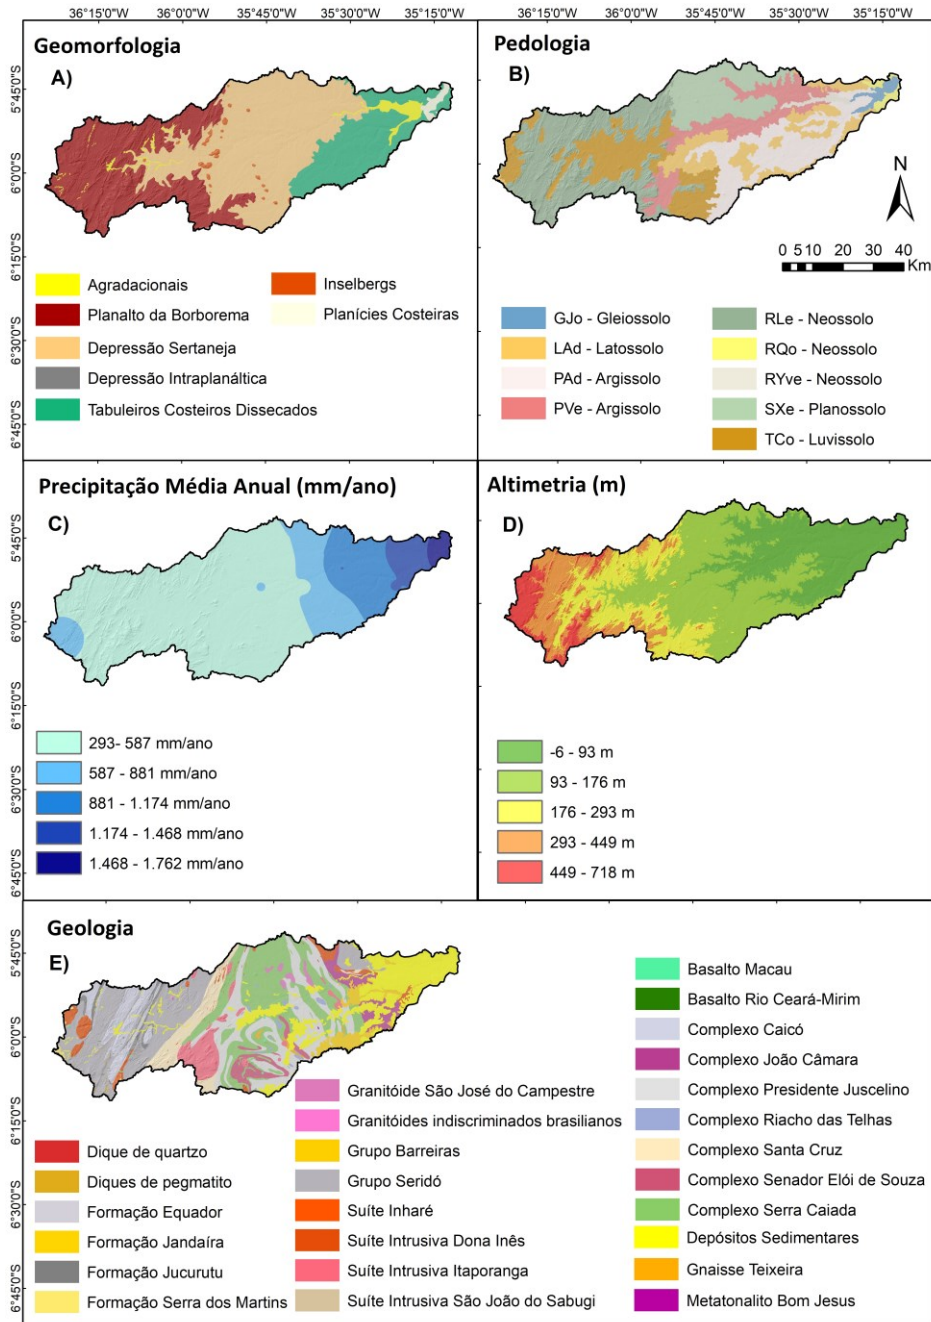 36°15'0"W 36°0'0"W 35°45'0"W 35°30'0"W 35°15'0"W
36°15'0"W 36°0'0"W 35°45'0"W 35°30'0"W 35°15'0"W
Geomorfologia
A)
5°45'0"S
6°0'0"S
6°15'0"S
6°30'0"S
6°45'0"S
Agradacionais
Planalto da Borborema
Depressão Sertaneja
Depressão Intraplanáltica
Tabuleiros Costeiros Dissecados
Inselbergs
Planícies Costeiras
Pedologia
B)
N
0 5 10 20 30 40
Km
GJo - Gleiossolo
LAd - Latossolo
PAd - Argissolo
PVe - Argissolo
RLe - Neossolo
RQo - Neossolo
RYve - Neossolo
SXe - Planossolo
TCo - Luvissolo
Precipitação Média Anual (mm/ano)
C)
5°45'0"S
6°0'0"S
6°15'0"S
6°30'0"S
6°45'0"S
293- 587 mm/ano
587 - 881 mm/ano
881 - 1.174 mm/ano
1.174 - 1.468 mm/ano
1.468 - 1.762 mm/ano
Altimetria (m)
D)
-6 - 93 m
93 - 176 m
176 - 293 m
293 - 449 m
449 - 718 m
Geologia
E)
5°45'0"S
6°0'0"S
6°15'0"S
6°30'0"S
6°45'0"S
Dique de quartzo
Diques de pegmatito
Formação Equador
Formação Jandaíra
Formação Jucurutu
Formação Serra dos Martins
Granitóide São José do Campestre
Granitóides indiscriminados brasilianos
Grupo Barreiras
Grupo Seridó
Suíte Inharé
Suíte Intrusiva Dona Inês
Suíte Intrusiva Itaporanga
Suíte Intrusiva São João do Sabugi
Basalto Macau
Basalto Rio Ceará-Mirim
Complexo Caicó
Complexo João Câmara
Complexo Presidente Juscelino
Complexo Riacho das Telhas
Complexo Santa Cruz
Complexo Senador Elói de Souza
Complexo Serra Caiada
Depósitos Sedimentares
Gnaisse Teixeira
Metatonalito Bom Jesus